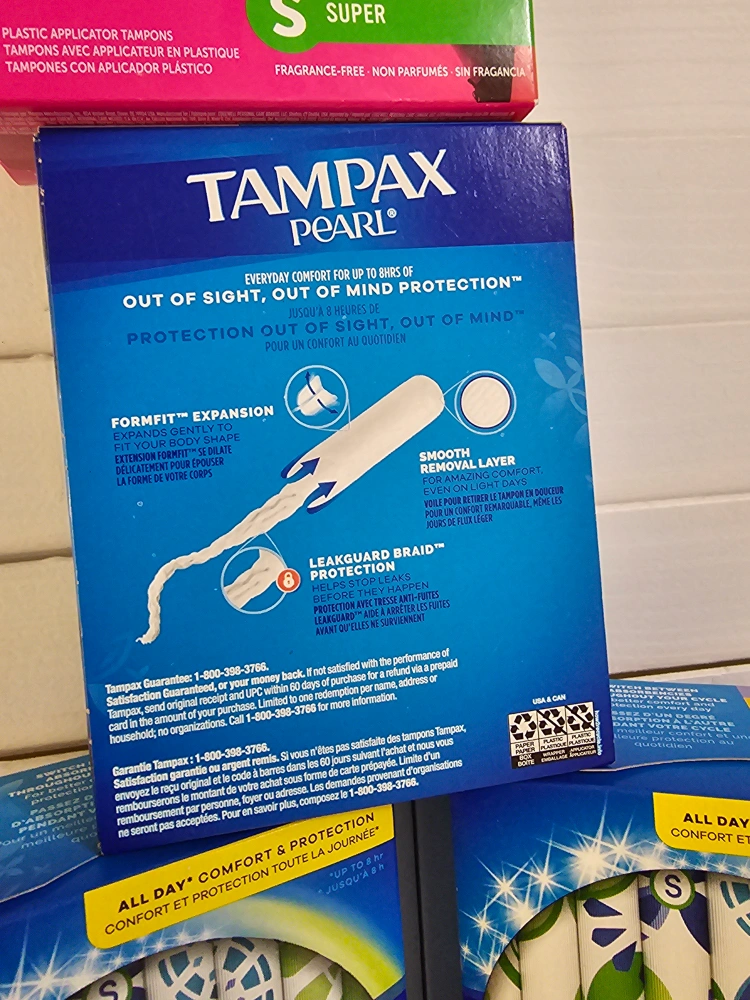 S SUPER
PLASTIC APPLICATOR TAMPONS
TAMPONS AVEC APPLICATEUR EN PLASTIQUE
TAMPONES CON APLICADOR PLÁSTICO
FRAGRANCE-FREE · NON PARFUMÉS · SIN FRAGANCIA
TAMPAX
PEARL®
EVERYDAY COMFORT FOR UP TO 8HRS OF
OUT OF SIGHT, OUT OF MIND PROTECTION™
JUSQU'À 8 HEURES DE
PROTECTION OUT OF SIGHT, OUT OF MIND™
POUR UN CONFORT AU QUOTIDIEN
FORMFIT™ EXPANSION
EXPANDS GENTLY TO
FIT YOUR BODY SHAPE
EXTENSION FORMFIT™ SE DILATE
DÉLICATEMENT POUR ÉPOUSER
LA FORME DE VOTRE CORPS
SMOOTH
REMOVAL LAYER
FOR AMAZING COMFORT,
EVEN ON LIGHT DAYS
VOILE POUR RETIRER LE TAMPON EN DOUCEUR
POUR UN CONFORT REMARQUABLE, MÊME LES
JOURS DE FLUX LÉGER
LEAKGUARD BRAID™
PROTECTION
HELPS STOP LEAKS
BEFORE THEY HAPPEN
PROTECTION AVEC TRESSE ANTI-FUITES
LEAKGUARD™ AIDE À ARRÊTER LES FUITES
AVANT QU'ELLES NE SURVIENNENT
Tampax Guarantee: 1-800-398-3766.
Satisfaction Guaranteed, or your money back. If not satisfied with the performance of
Tampax, send original receipt and UPC within 60 days of purchase for a refund via a prepaid
card in the amount of your purchase. Limited to one redemption per name, address or
household; no organizations. Call 1-800-398-3766 for more information.
Garantie Tampax : 1-800-398-3766.
Satisfaction garantie ou argent remis. Si vous n'êtes pas satisfaite des tampons Tampax,
envoyez le reçu original et le code à barres dans les 60 jours suivant l'achat et nous vous
rembourserons le montant de votre achat sous forme de carte prépayée. Limite d'un
remboursement par personne, foyer ou adresse. Les demandes provenant d'organisations
ne seront pas acceptées. Pour en savoir plus, composez le 1-800-398-3766.
USA & CAN
PAPER PLASTIC PLASTIC
PAPIER PLASTIQUE PLASTIQUE
BOX WRAPPER APPLICATOR
BOÎTE EMBALLAGE APPLICATEUR
ALL DAY* COMFORT & PROTECTION
CONFORT ET PROTECTION TOUTE LA JOURNÉE*
*UP TO 8 hr
JUSQU'À 8 h
S
ALL DAY
CONFORT ET
S
quotidien